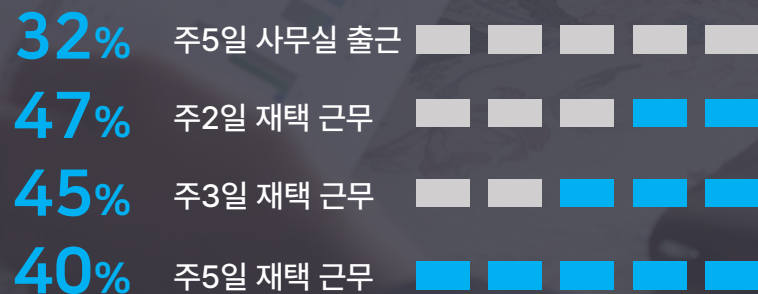 32% 주5일 사무실 출근
47% 주2일 재택 근무
45% 주3일 재택 근무
40% 주5일 재택 근무